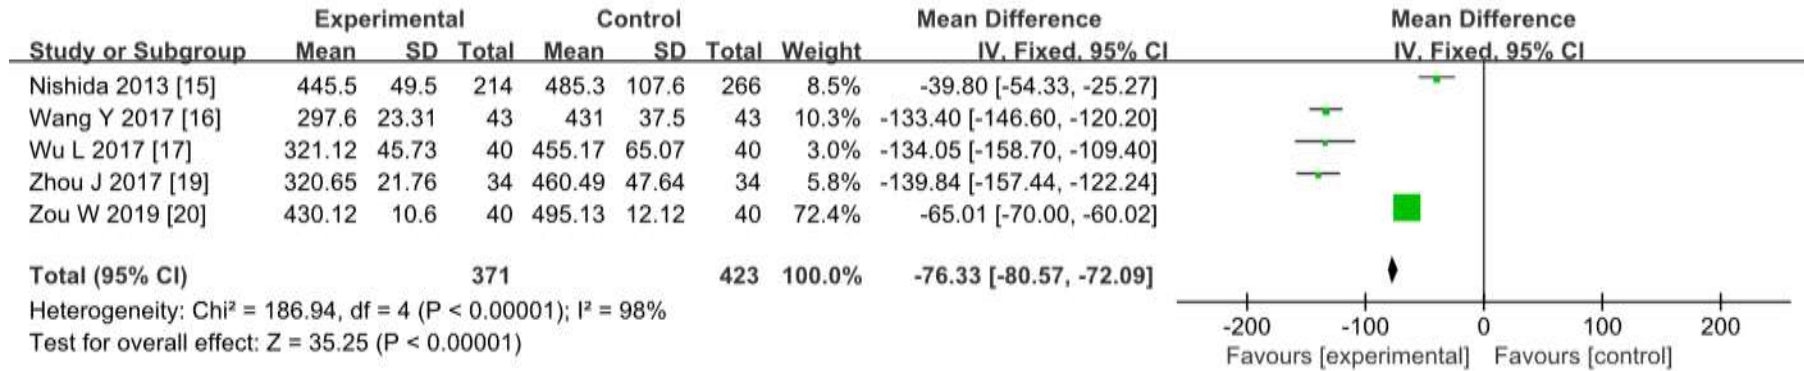 Experimental Control Mean Difference Mean Difference
Study or Subgroup Mean SD Total Mean SD Total Weight IV, Fixed, 95% CI IV, Fixed, 95% CI
Nishida 2013 [15] 445.5 49.5 214 485.3 107.6 266 8.5% -39.80 [-54.33, -25.27]
Wang Y 2017 [16] 297.6 23.31 43 431 37.5 43 10.3% -133.40 [-146.60, -120.20]
Wu L 2017 [17] 321.12 45.73 40 455.17 65.07 40 3.0% -134.05 [-158.70, -109.40]
Zhou J 2017 [19] 320.65 21.76 34 460.49 47.64 34 5.8% -139.84 [-157.44, -122.24]
Zou W 2019 [20] 430.12 10.6 40 495.13 12.12 40 72.4% -65.01 [-70.00, -60.02]
Total (95% CI) 371 423 100.0% -76.33 [-80.57, -72.09]
Heterogeneity: Chi² = 186.94, df = 4 (P < 0.00001); I² = 98%
Test for overall effect: Z = 35.25 (P < 0.00001)
-200 -100 0 100 200
Favours [experimental] Favours [control]